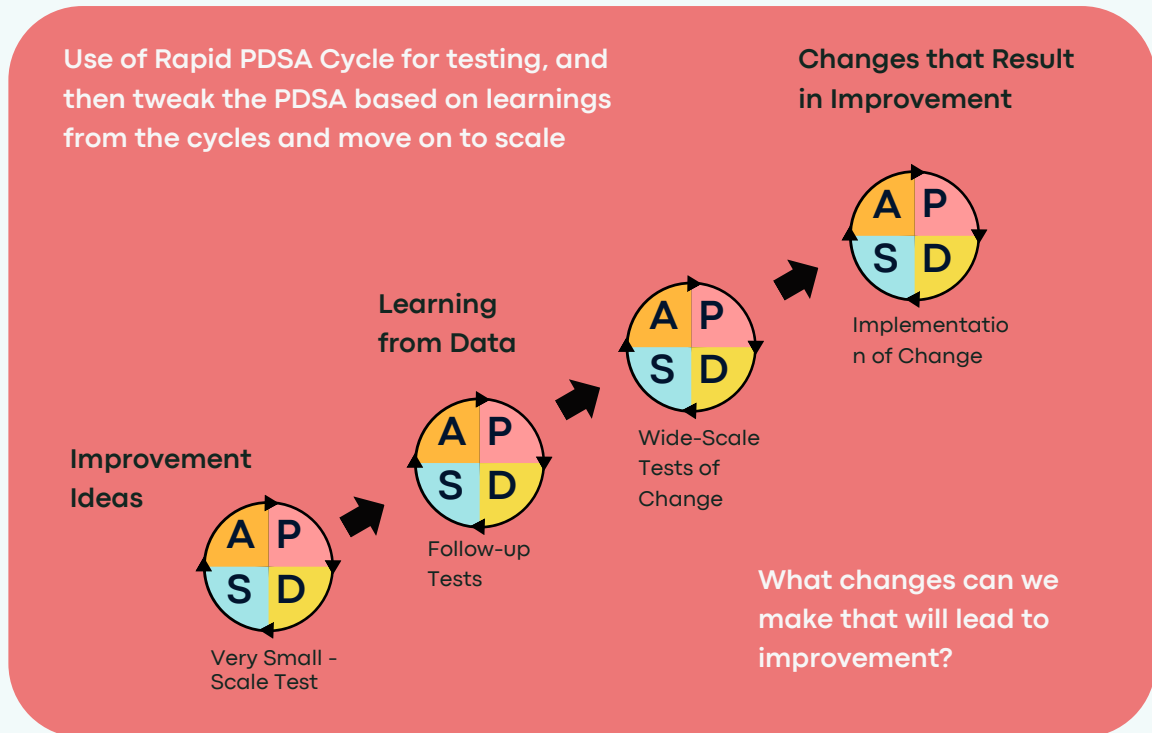 Use of Rapid PDSA Cycle for testing, and
then tweak the PDSA based on learnings
from the cycles and move on to scale
Changes that Result
in Improvement
A P
S D
Implementatio
n of Change
Learning
from Data
A P
S D
Wide-Scale
Tests of
Change
Improvement
Ideas
A P
S D
Follow-up
Tests
A P
S D
Very Small -
Scale Test
What changes can we
make that will lead to
improvement?